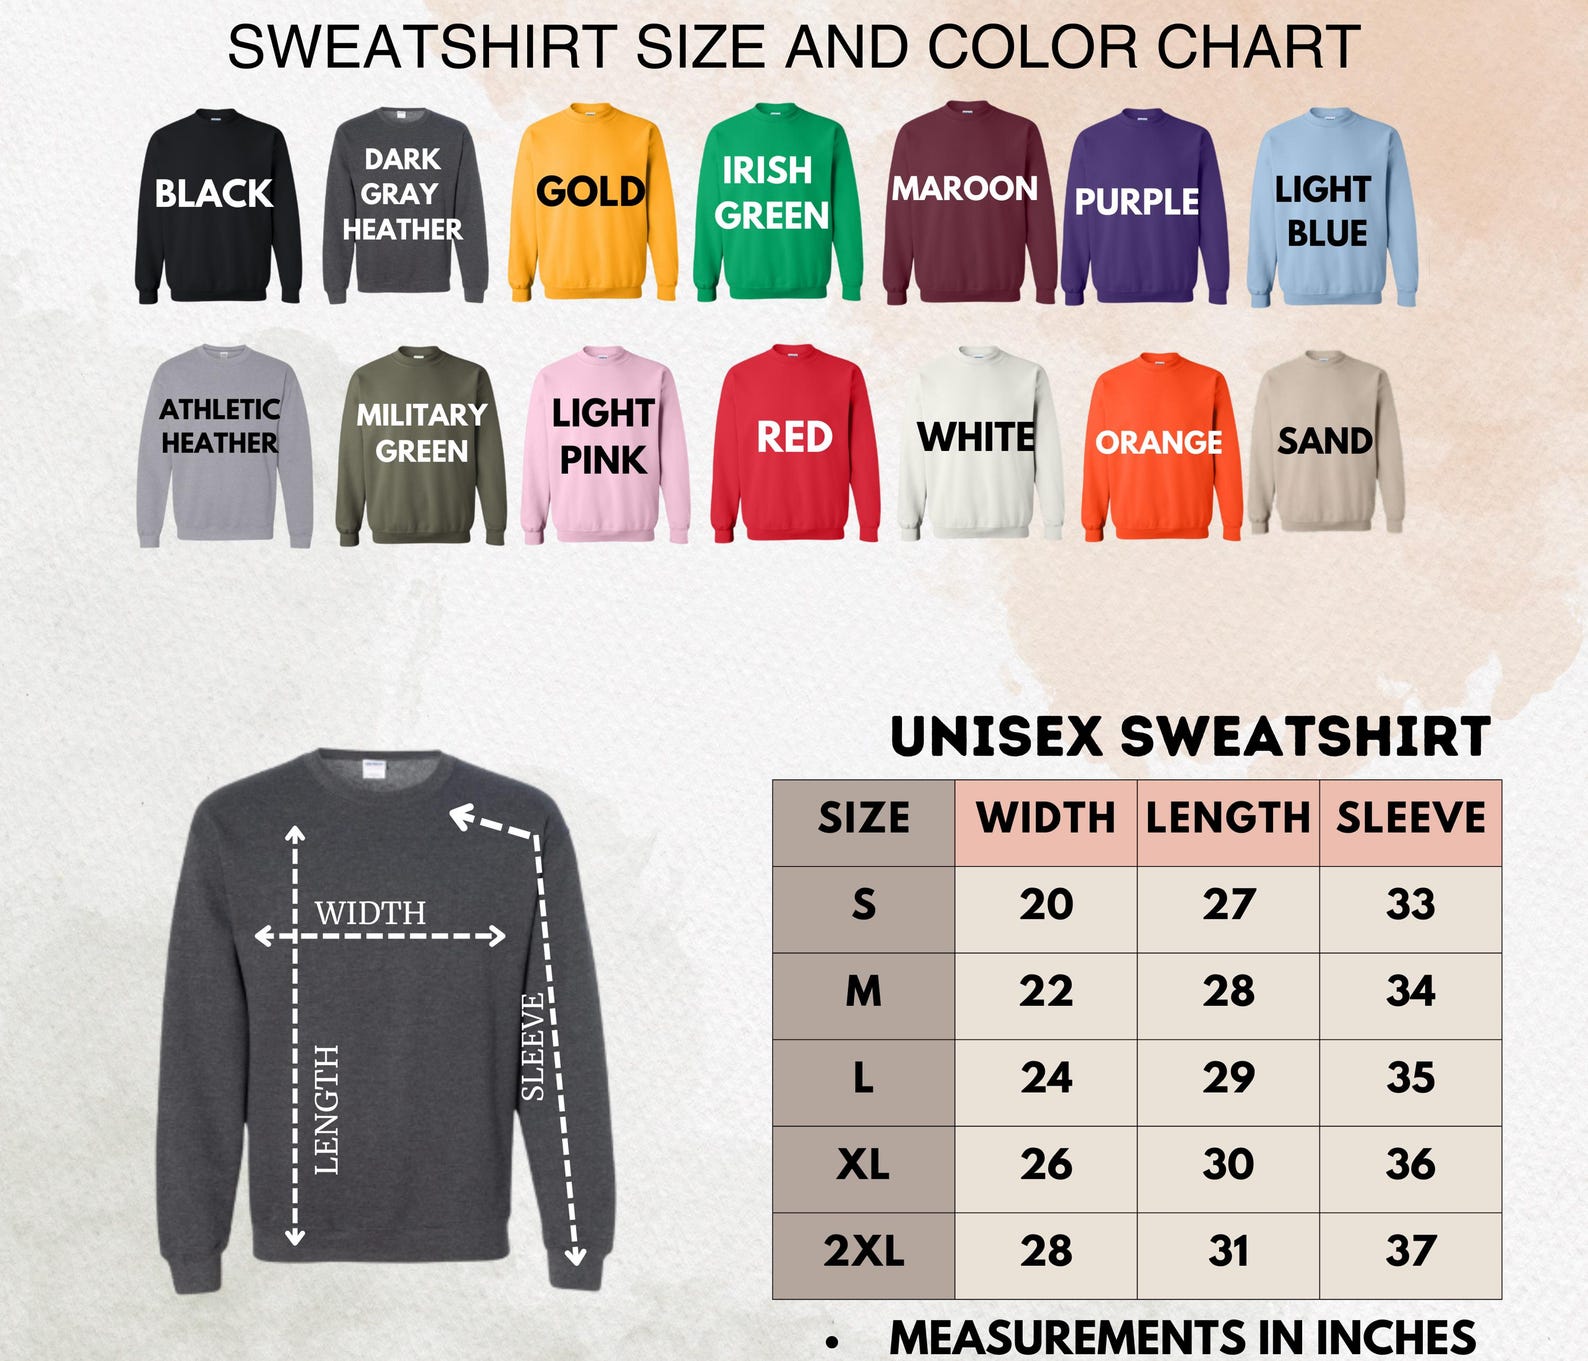 SWEATSHIRT SIZE AND COLOR CHART
BLACK
DARK
GRAY
HEATHER
GOLD
IRISH
GREEN
MAROON
PURPLE
LIGHT
BLUE
ATHLETIC
HEATHER
MILITARY
GREEN
LIGHT
PINK
RED
WHITE
ORANGE
SAND
WIDTH
LENGTH
SLEEVE
UNISEX SWEATSHIRT
SIZE WIDTH LENGTH SLEEVE
S 20 27 33
M 22 28 34
L 24 29 35
XL 26 30 36
2XL 28 31 37
• MEASUREMENTS IN INCHES